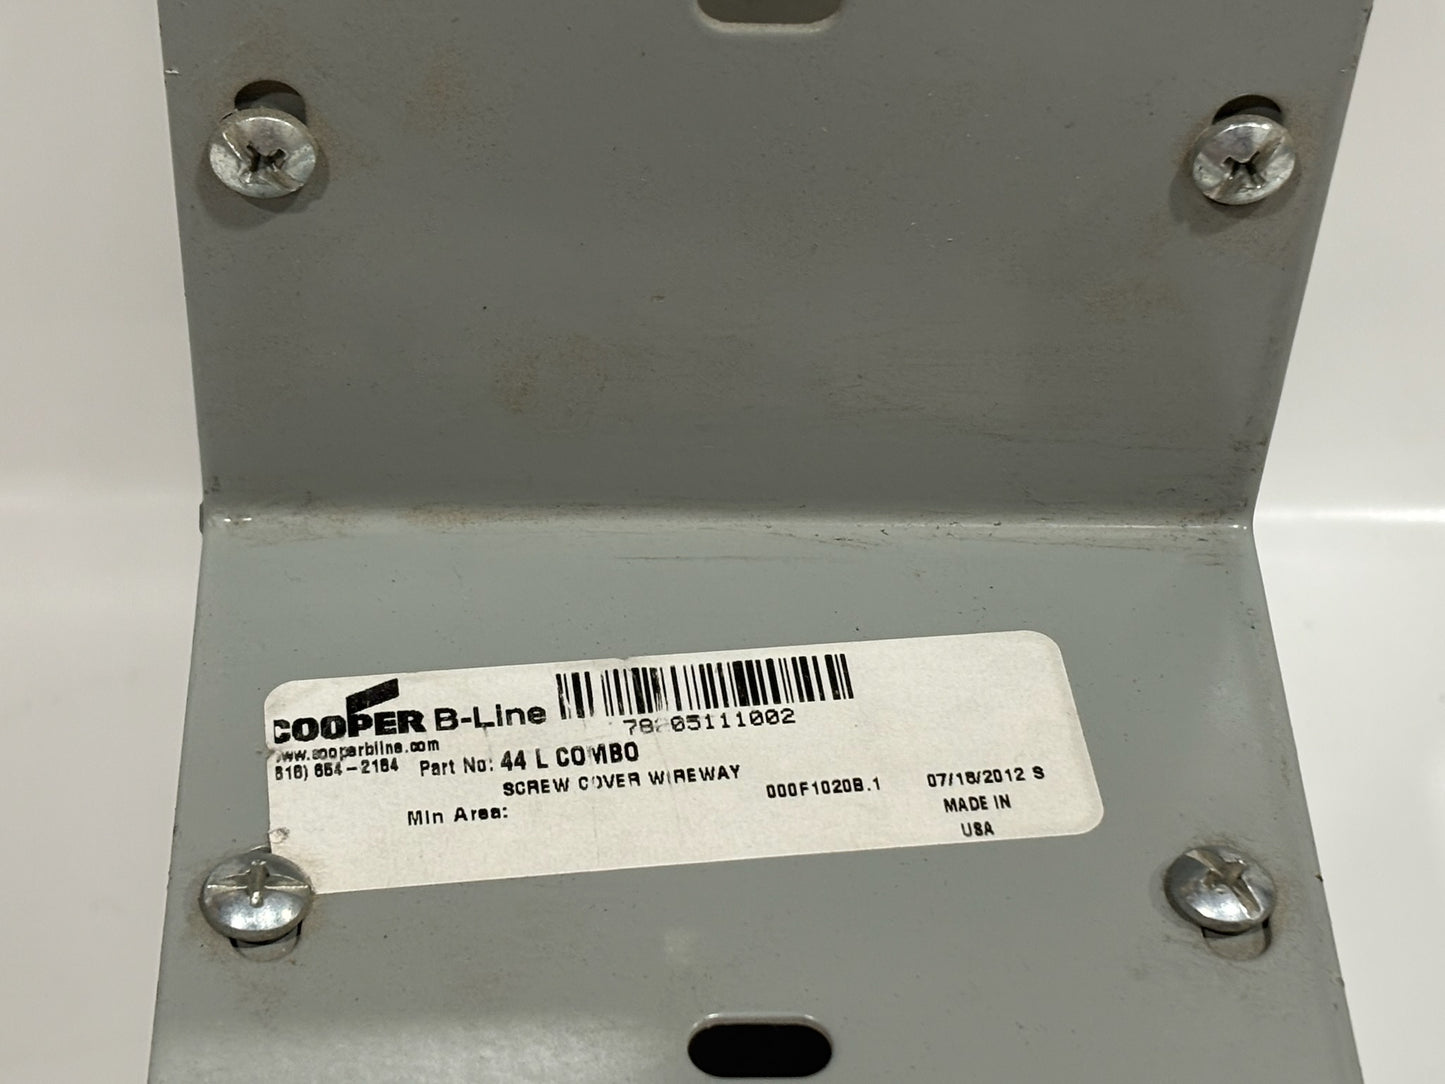 COOPER B-Line
78205111002
www.cooperbline.com
618) 654-2184 Part No: 44 L COMBO
SCREW COVER WIREWAY
Min Area:
000F1020B.1
07/16/2012 S
MADE IN
USA